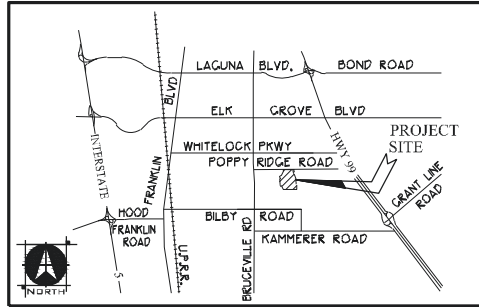 LAGUNA BLVD. BOND ROAD
BLVD
ELK GROVE BLVD
HWY 99
PROJECT
SITE
WHITELOCK PKWY
POPPY RIDGE ROAD
INTERSTATE
FRANKLIN
GRANT LINE
ROAD
HOOD
FRANKLIN
ROAD
BILBY ROAD
KAMMERER ROAD
BRUCEVILLE RD
U.P.R.R.
5
NORTH